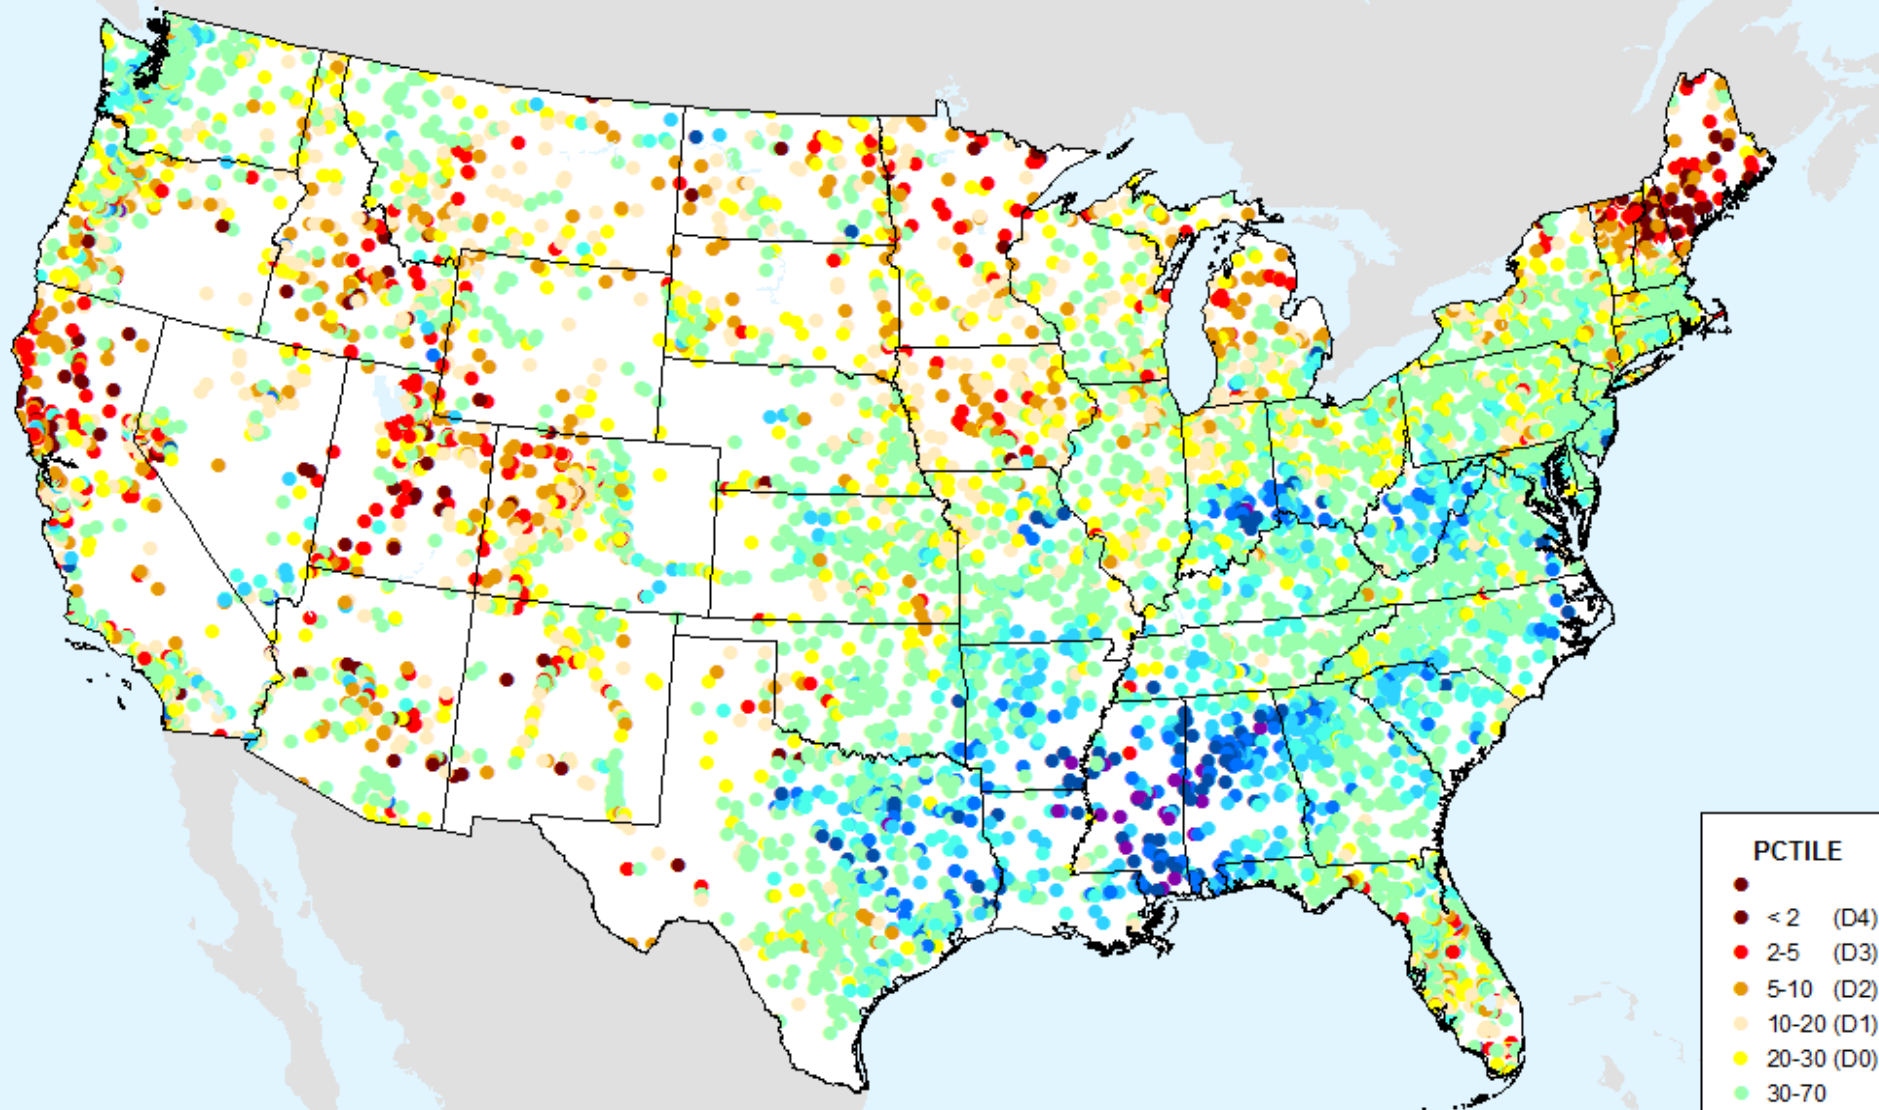 PCTILE
< 2 (D4)
2-5 (D3)
5-10 (D2)
10-20 (D1)
20-30 (D0)
30-70